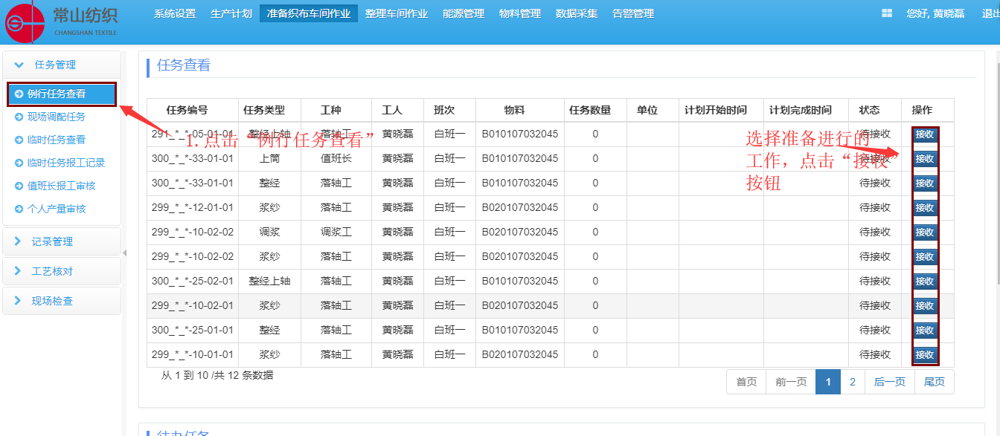 常山纺织
CHANGSHAN TEXTILE
系统设置 生产计划 准备织布车间作业 整理车间作业 能源管理 物料管理 数据采集 告警管理 您好, 黄晓磊 退出
任务管理
例行任务查看
现场调配任务
临时任务查看
临时任务报工记录
值班长报工审核
个人产量审核
记录管理
工艺核对
现场检查
任务查看
任务编号 任务类型 工种 工人 班次 物料 任务数量 单位 计划开始时间 计划完成时间 状态 操作
291_*_*-05-01-01 整经上轴 落轴工 黄晓磊 白班一 B010107032045 0 待接收 接收
300_*_*-33-01-01 上筒 值班长 黄晓磊 白班一 B010107032045 0 待接收 接收
300_*_*-33-01-01 整经 落轴工 黄晓磊 白班一 B010107032045 0 待接收 接收
299_*_*-12-01-01 浆纱 落轴工 黄晓磊 白班一 B020107032045 0 待接收 接收
299_*_*-10-02-02 调浆 调浆工 黄晓磊 白班一 B020107032045 0 待接收 接收
299_*_*-10-02-02 浆纱 落轴工 黄晓磊 白班一 B020107032045 0 待接收 接收
300_*_*-25-02-01 整经上轴 落轴工 黄晓磊 白班一 B010107032045 0 待接收 接收
299_*_*-10-02-01 浆纱 落轴工 黄晓磊 白班一 B020107032045 0 待接收 接收
300_*_*-25-01-01 整经 落轴工 黄晓磊 白班一 B010107032045 0 待接收 接收
299_*_*-10-01-01 浆纱 落轴工 黄晓磊 白班一 B020107032045 0 待接收 接收
1. 点击“例行任务查看”
选择准备进行的
工作，点击“接收”
按钮
从 1 到 10 /共 12 条数据
首页 前一页 1 2 后一页 尾页
待办任务